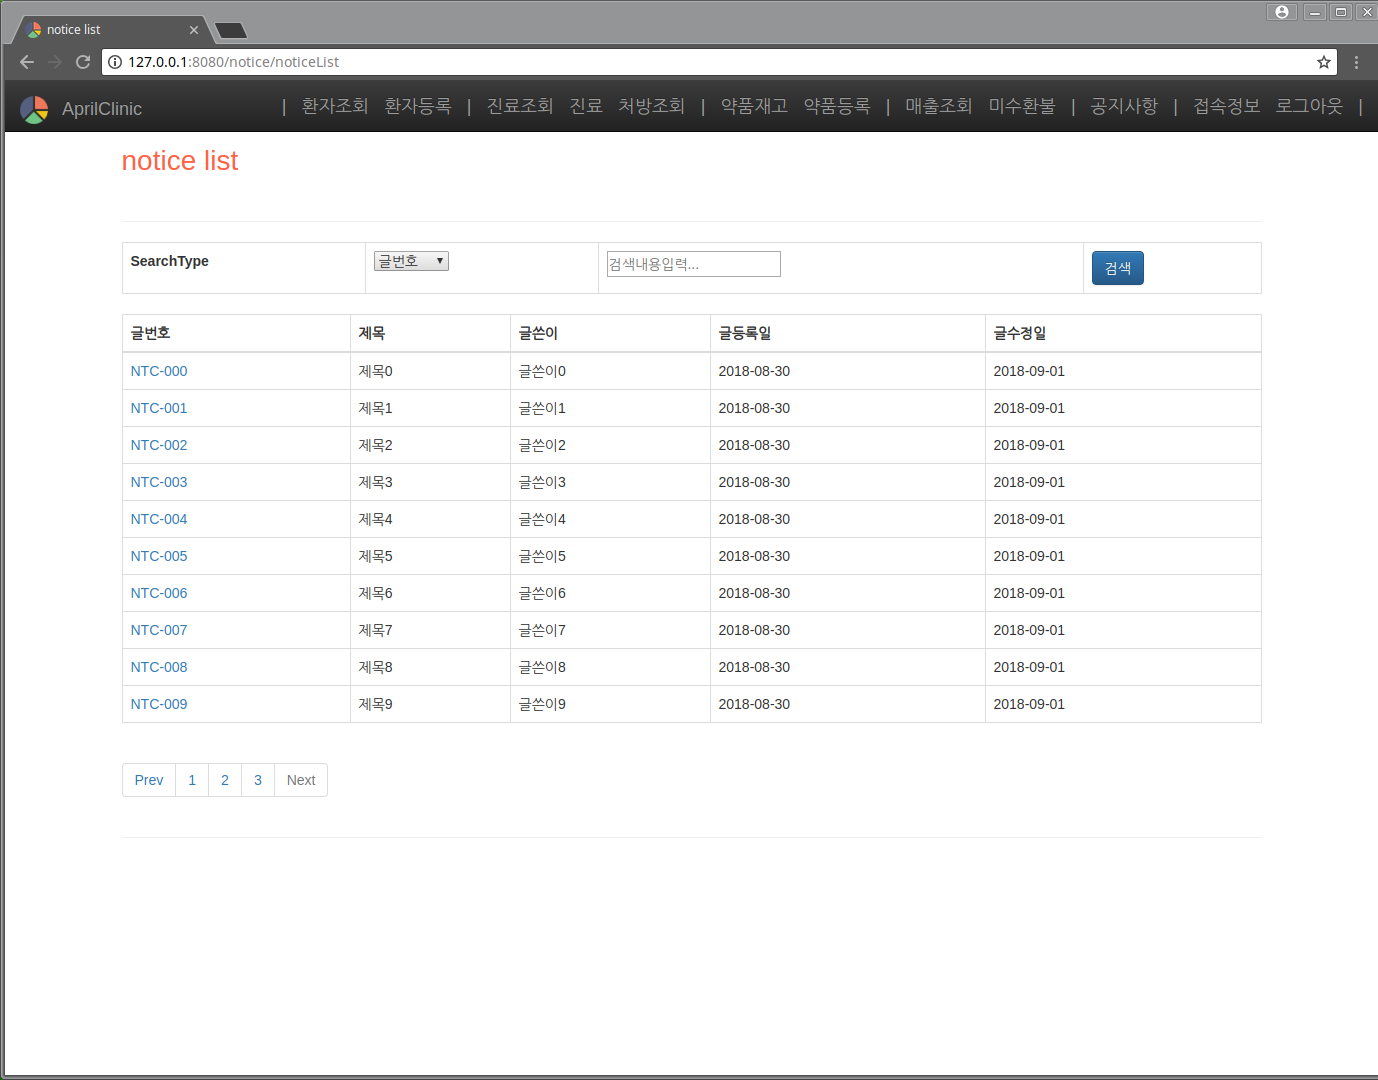 notice list
127.0.0.1:8080/notice/noticeList
AprilClinic | 환자조회 환자등록 | 진료조회 진료 처방조회 | 약품재고 약품등록 | 매출조회 미수환불 | 공지사항 | 접속정보 로그아웃 |
notice list
SearchType 글번호 검색내용입력... 검색
글번호 제목 글쓴이 글등록일 글수정일
NTC-000 제목0 글쓴이0 2018-08-30 2018-09-01
NTC-001 제목1 글쓴이1 2018-08-30 2018-09-01
NTC-002 제목2 글쓴이2 2018-08-30 2018-09-01
NTC-003 제목3 글쓴이3 2018-08-30 2018-09-01
NTC-004 제목4 글쓴이4 2018-08-30 2018-09-01
NTC-005 제목5 글쓴이5 2018-08-30 2018-09-01
NTC-006 제목6 글쓴이6 2018-08-30 2018-09-01
NTC-007 제목7 글쓴이7 2018-08-30 2018-09-01
NTC-008 제목8 글쓴이8 2018-08-30 2018-09-01
NTC-009 제목9 글쓴이9 2018-08-30 2018-09-01
Prev 1 2 3 Next